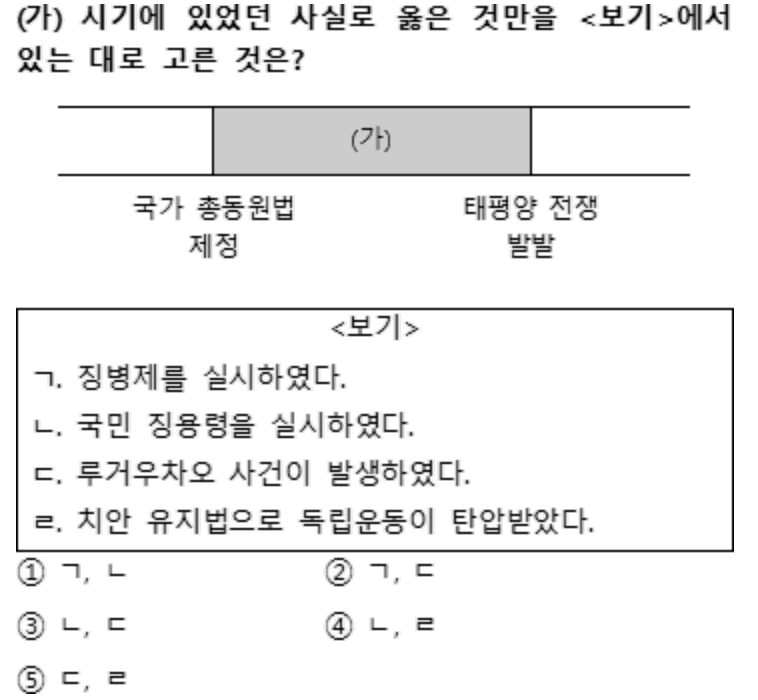 (가) 시기에 있었던 사실로 옳은 것만을 <보기>에서
있는 대로 고른 것은?
(가)
국가 총동원법 태평양 전쟁
제정 발발
<보기>
ㄱ. 징병제를 실시하였다.
ㄴ. 국민 징용령을 실시하였다.
ㄷ. 루거우차오 사건이 발생하였다.
ㄹ. 치안 유지법으로 독립운동이 탄압받았다.
① ㄱ, ㄴ ② ㄱ, ㄷ
③ ㄴ, ㄷ ④ ㄴ, ㄹ
⑤ ㄷ, ㄹ